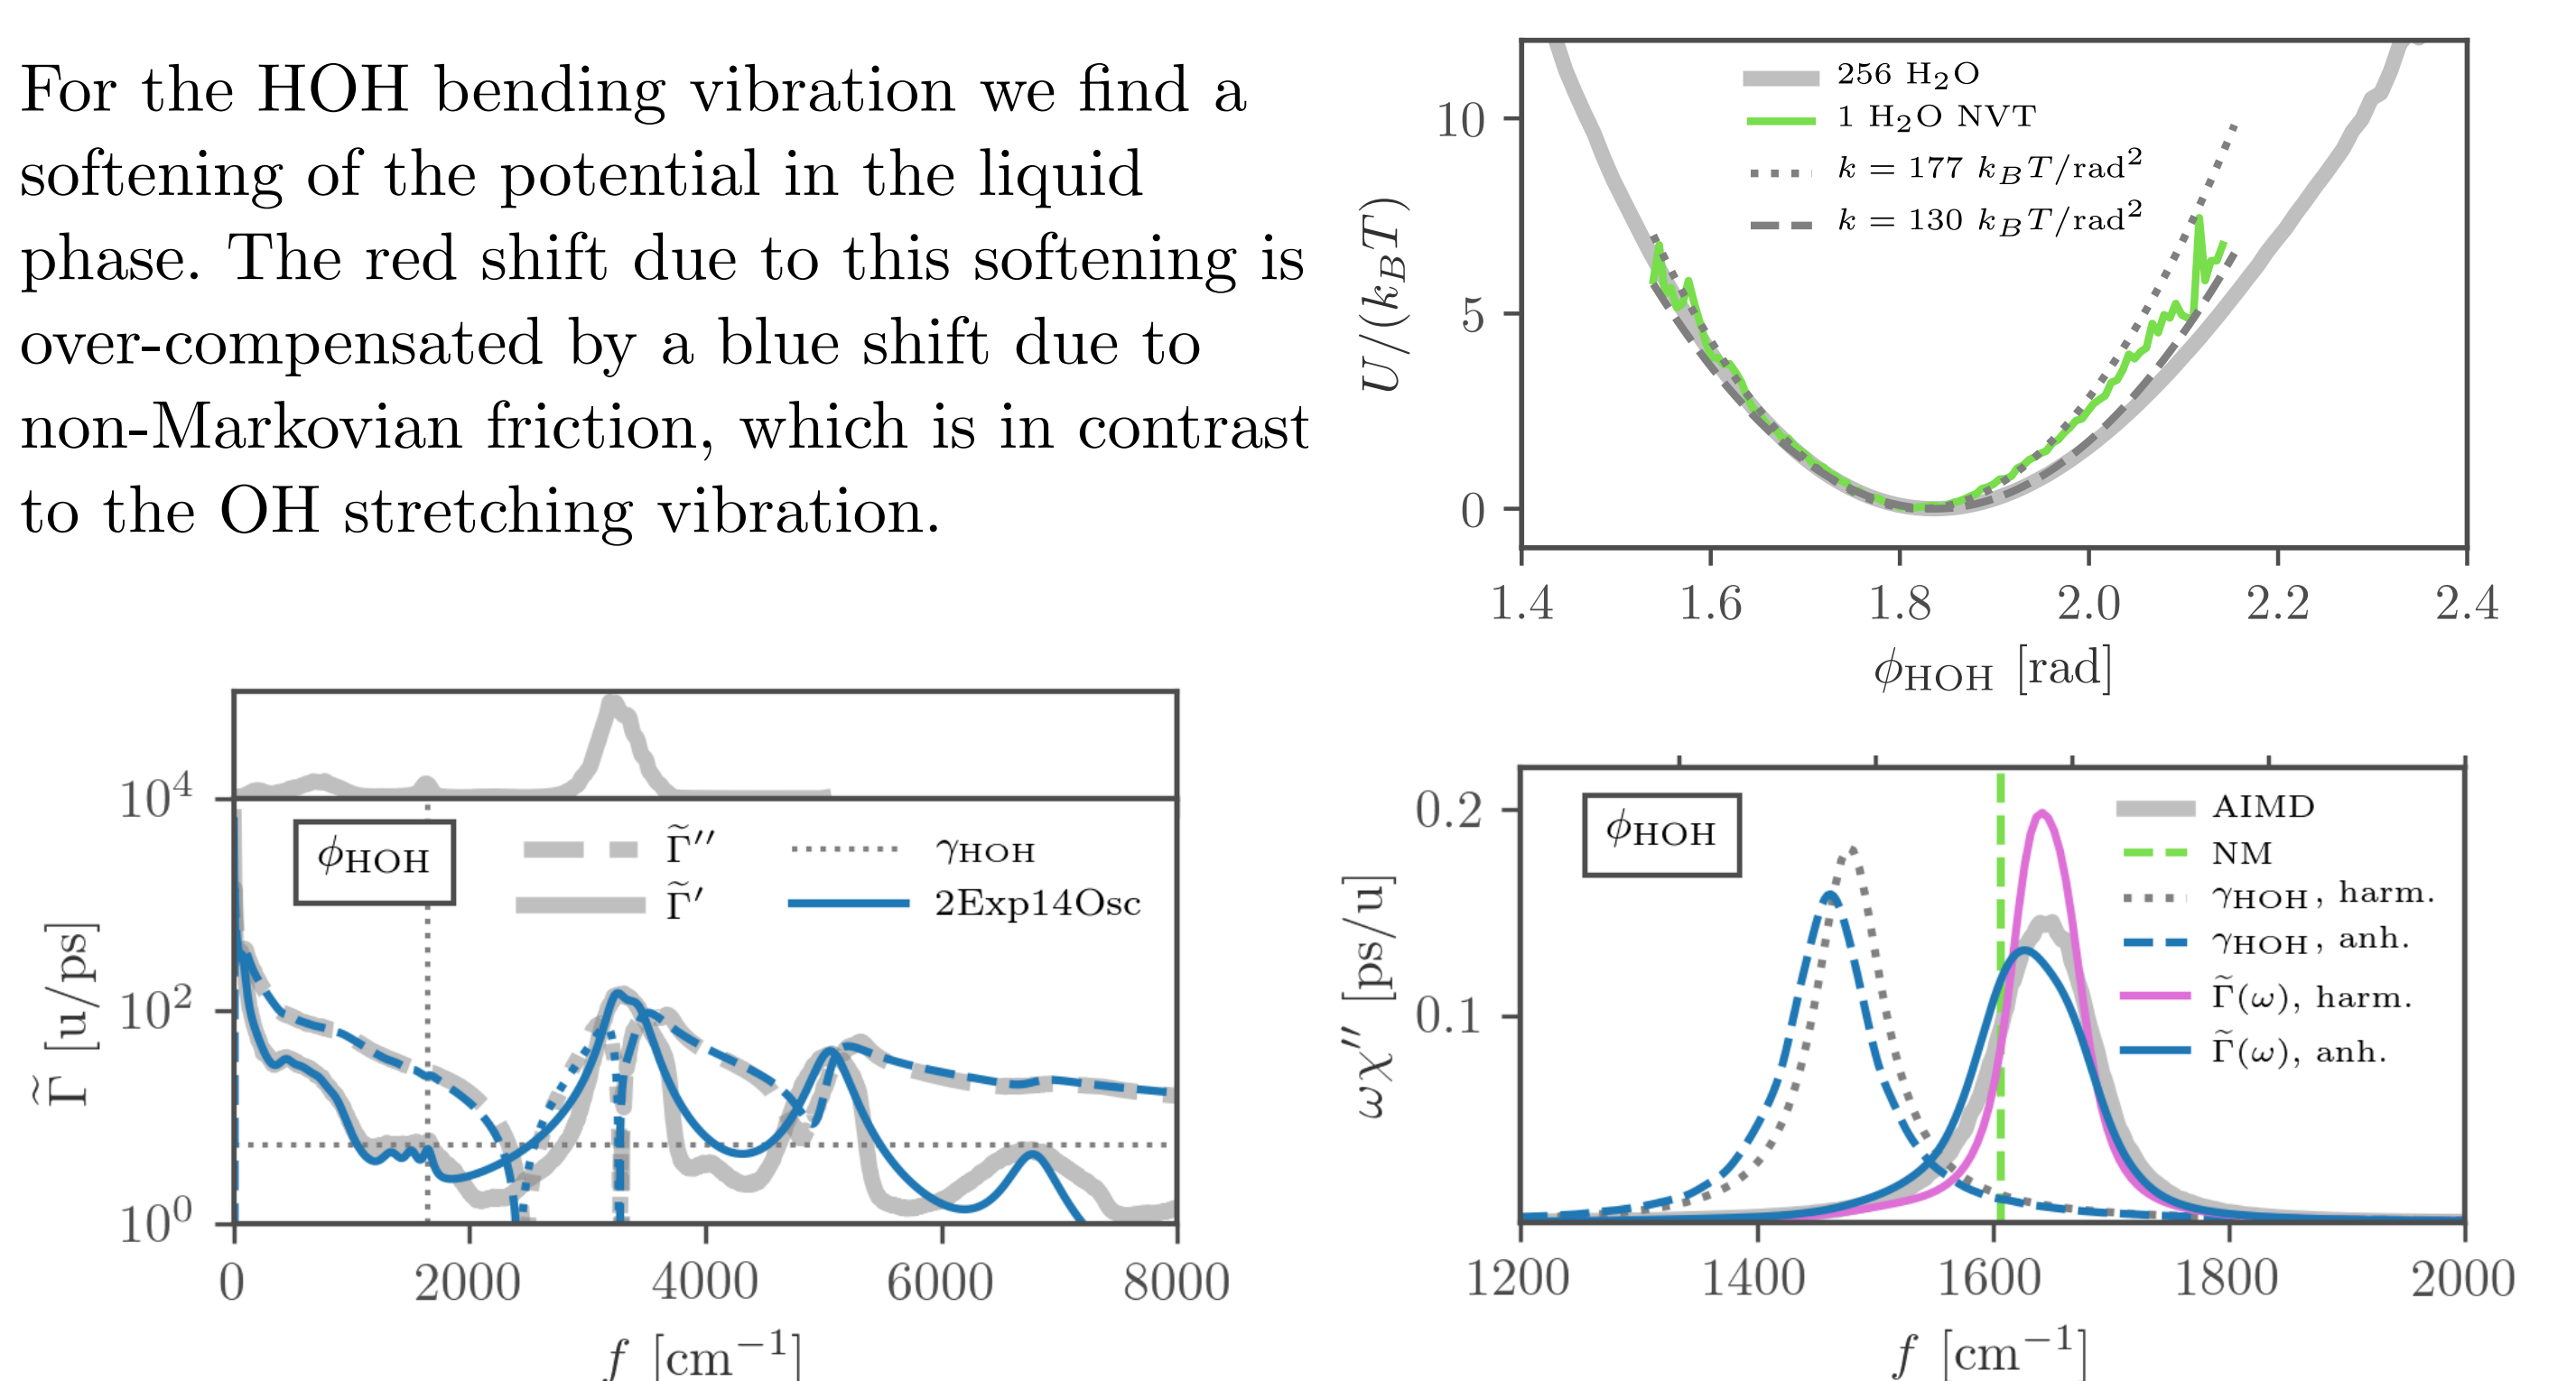 For the HOH bending vibration we find a
softening of the potential in the liquid
phase. The red shift due to this softening is
over-compensated by a blue shift due to
non-Markovian friction, which is in contrast
to the OH stretching vibration.
256 H₂O
1 H₂O NVT
k = 177 k_BT/rad²
k = 130 k_BT/rad²
U/(k_BT)
10
5
0
1.4 1.6 1.8 2.0 2.2 2.4
ϕ_HOH [rad]
ϕ_HOH
Γ̃′′
Γ̃′
γ_HOH
2Exp14Osc
Γ̃ [u/ps]
10⁴
10²
10⁰
0 2000 4000 6000 8000
f [cm⁻¹]
ϕ_HOH
AIMD
NM
γ_HOH, harm.
γ_HOH, anh.
Γ̃(ω), harm.
Γ̃(ω), anh.
ωχ′′ [ps/u]
0.2
0.1
1200 1400 1600 1800 2000
f [cm⁻¹]